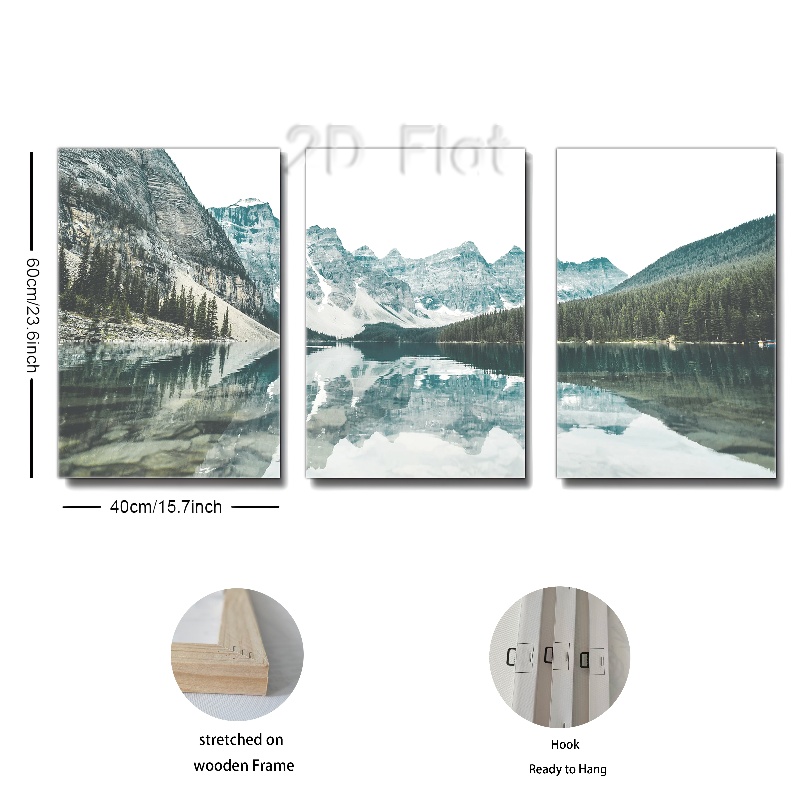 2D Flat
60cm/23.6inch
40cm/15.7inch
stretched on
wooden Frame
Hook
Ready to Hang